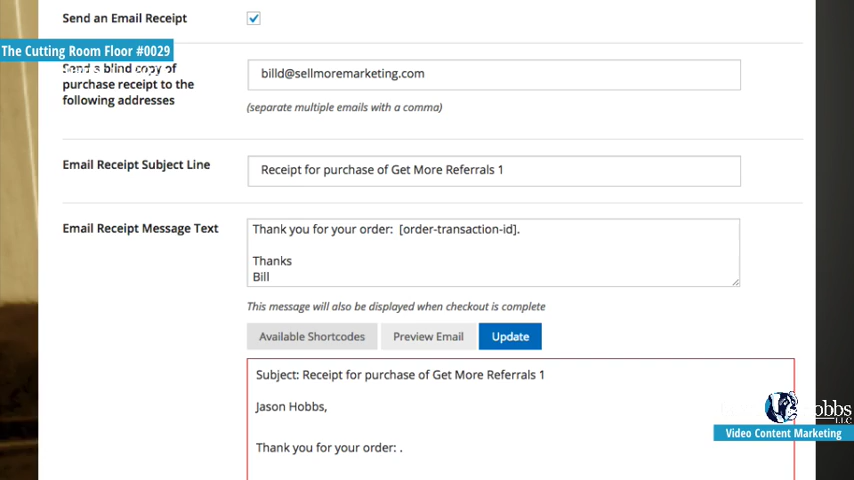 Send an Email Receipt
The Cutting Room Floor #0029
Send a blind copy of
purchase receipt to the
following addresses
billd@sellmoremarketing.com
(separate multiple emails with a comma)
Email Receipt Subject Line
Receipt for purchase of Get More Referrals 1
Email Receipt Message Text
Thank you for your order:  [order-transaction-id].
Thanks
Bill
This message will also be displayed when checkout is complete
Available Shortcodes
Preview Email
Update
Subject: Receipt for purchase of Get More Referrals 1
Jason Hobbs,
Thank you for your order: .
LLC
Video Content Marketing